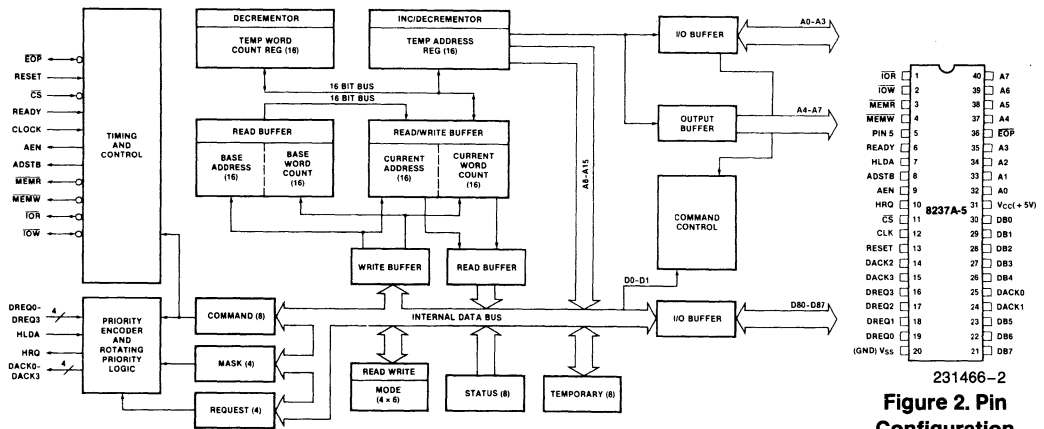 DECREMENTOR
TEMP WORD
COUNT REG (16)
INC/DECREMENTOR
TEMP ADDRESS
REG (16)
16 BIT BUS
16 BIT BUS
READ BUFFER
BASE
ADDRESS
(16)
BASE
WORD
COUNT
(16)
READ/WRITE BUFFER
CURRENT
ADDRESS
(16)
CURRENT
WORD
COUNT
(16)
WRITE BUFFER
READ BUFFER
A8-A15
I/O BUFFER
A0-A3
OUTPUT
BUFFER
A4-A7
COMMAND
CONTROL
D0-D1
I/O BUFFER
D80-D87
INTERNAL DATA BUS
EOP
RESET
CS
READY
CLOCK
AEN
ADSTB
MEMR
MEMW
IOR
IOW
TIMING
AND
CONTROL
DREQ0-
DREQ3
4
HLDA
HRQ
DACK0-
DACK3
4
PRIORITY
ENCODER
AND
ROTATING
PRIORITY
LOGIC
COMMAND (8)
MASK (4)
REQUEST (4)
READ WRITE
MODE
(4 × 6)
STATUS (8)
TEMPORARY (8)
IOR 1 40 A7
IOW 2 39 A6
MEMR 3 38 A5
MEMW 4 37 A4
PIN 5 5 36 EOP
READY 6 35 A3
HLDA 7 34 A2
ADSTB 8 33 A1
AEN 9 32 A0
HRQ 10 31 VCC(+5V)
8237A-5
CS 11 30 DB0
CLK 12 29 DB1
RESET 13 28 DB2
DACK2 14 27 DB3
DACK3 15 26 DB4
DREQ3 16 25 DACK0
DREQ2 17 24 DACK1
DREQ1 18 23 DB5
DREQ0 19 22 DB6
(GND) VSS 20 21 DB7
231466-2
Figure 2. Pin
Configuration